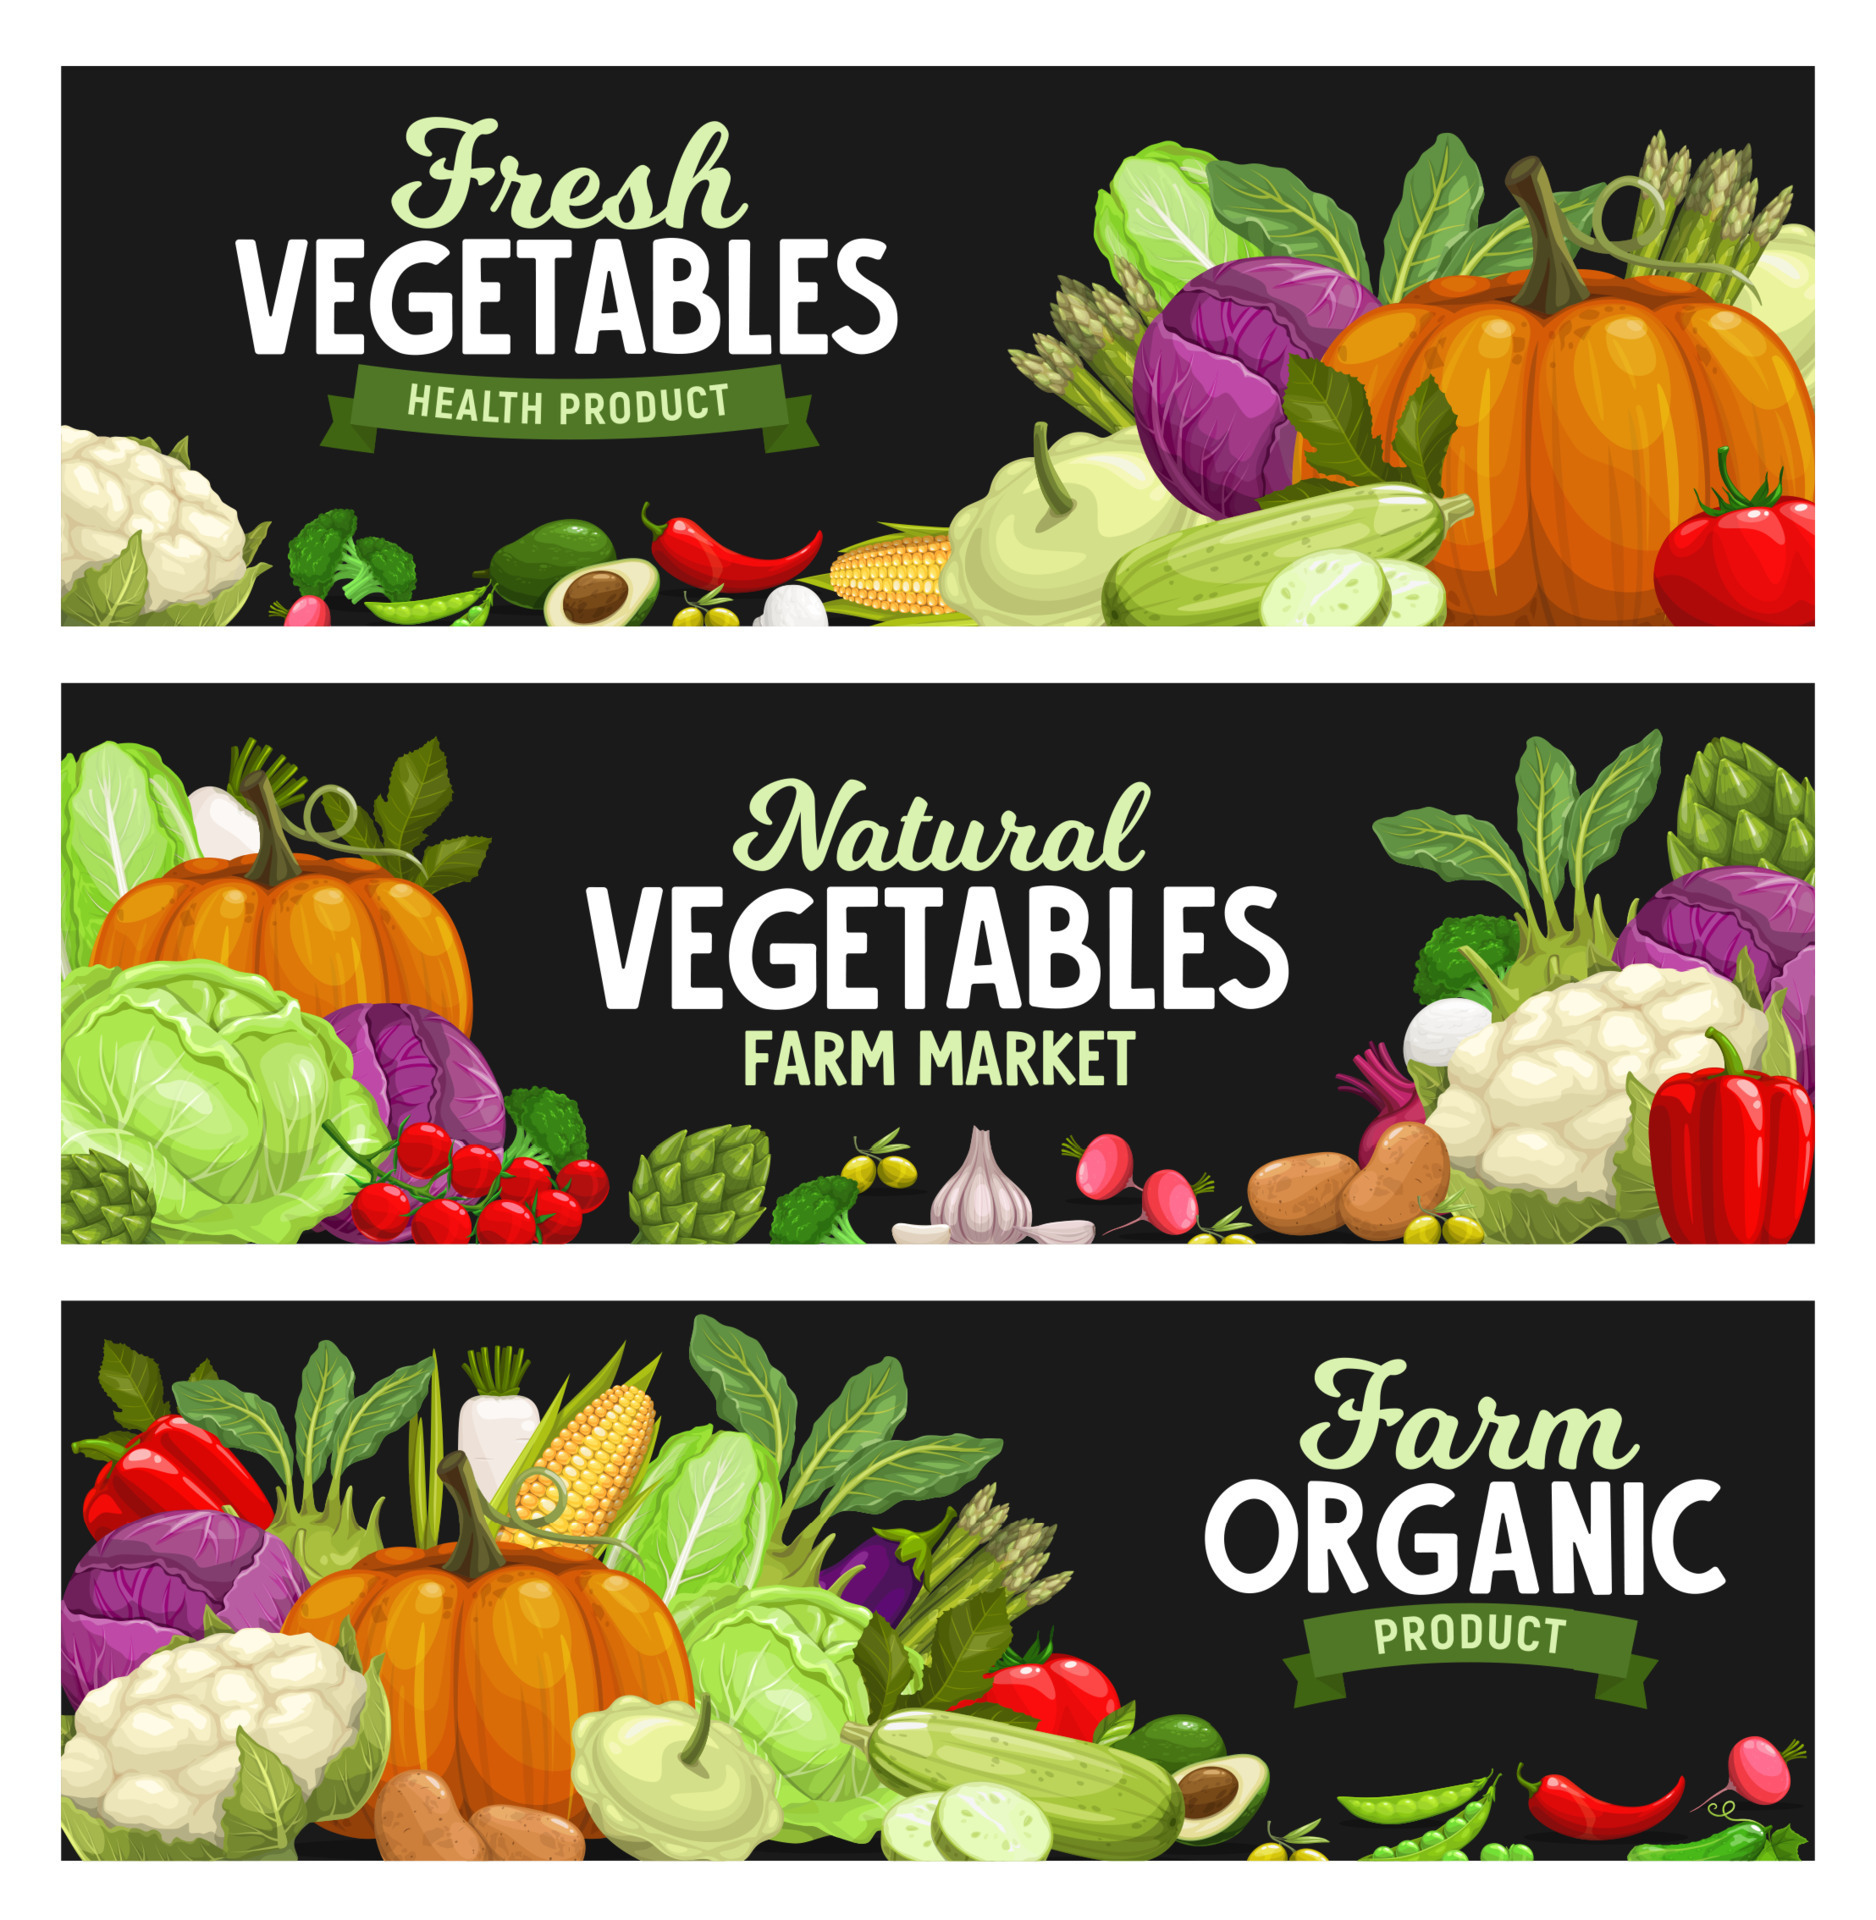 Fresh
VEGETABLES
HEALTH PRODUCT
Natural
VEGETABLES
FARM MARKET
Farm
ORGANIC
PRODUCT